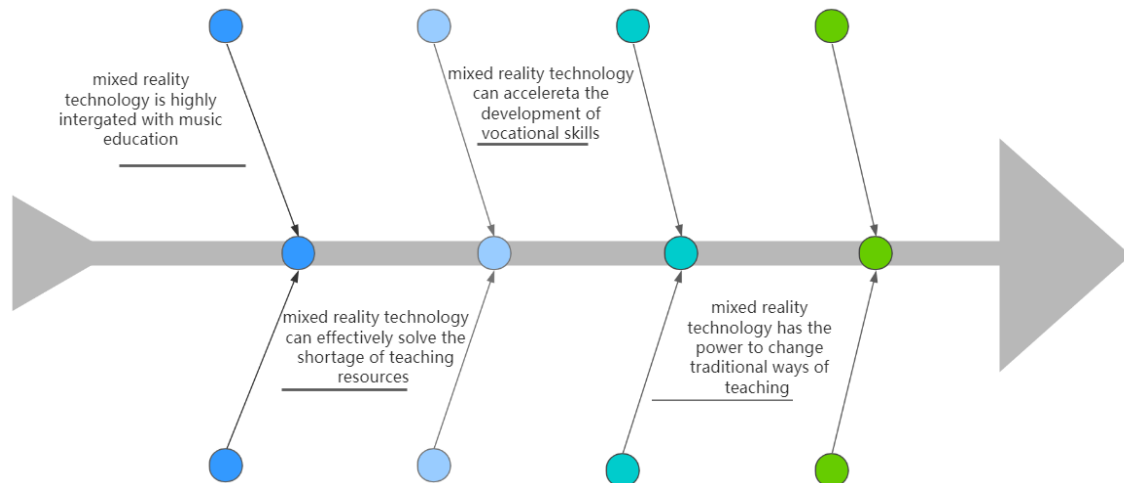 mixed reality
technology is highly
intergated with music
education
mixed reality technology
can accelereta the
development of
vocational skills
mixed reality technology
can effectively solve the
shortage of teaching
resources
mixed reality
technology has the
power to change
traditional ways of
teaching